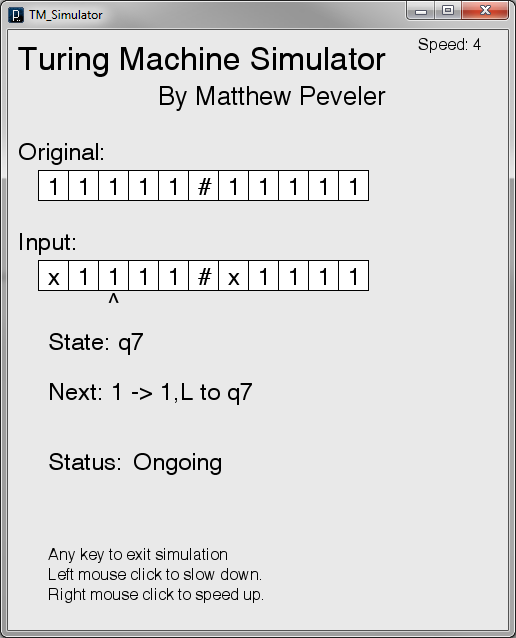 TM_Simulator
Speed: 4
Turing Machine Simulator
By Matthew Peveler
Original:
1 1 1 1 1 # 1 1 1 1 1
Input:
x 1 1 1 1 # x 1 1 1 1
^
State: q7
Next: 1 -> 1,L to q7
Status: Ongoing
Any key to exit simulation
Left mouse click to slow down.
Right mouse click to speed up.